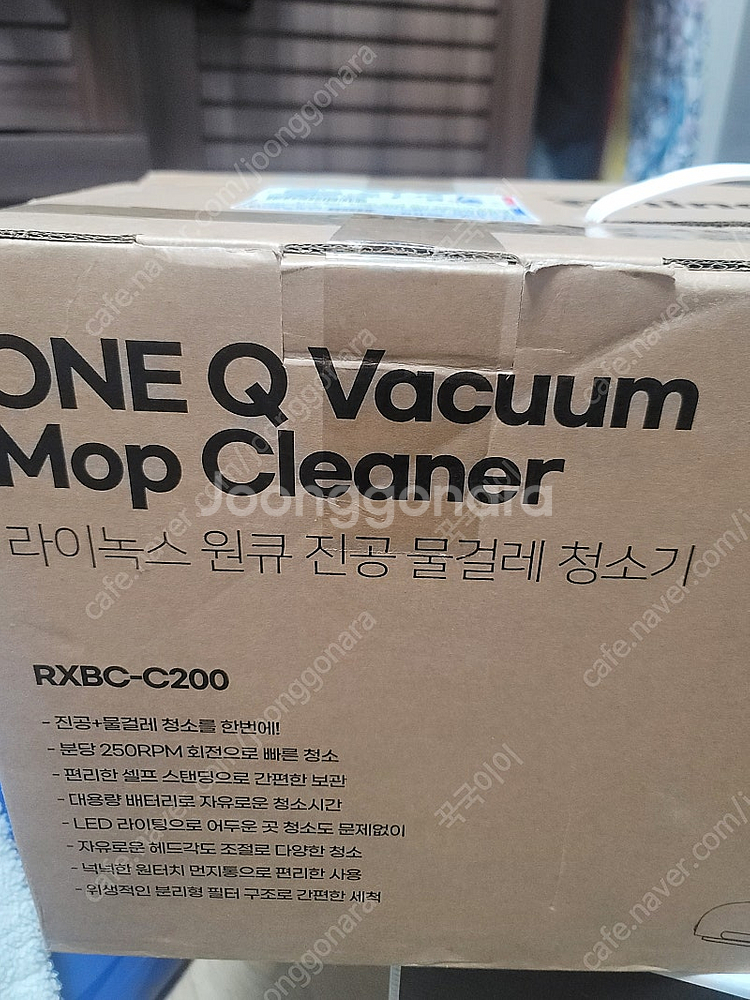 ONE Q Vacuum
Mop Cleaner
라이녹스 원큐 진공 물걸레 청소기
RXBC-C200
- 진공+물걸레 청소를 한번에!
- 분당 250RPM 회전으로 빠른 청소
- 편리한 셀프 스탠딩으로 간편한 보관
- 대용량 배터리로 자유로운 청소시간
- LED 라이팅으로 어두운 곳 청소도 문제없이
- 자유로운 헤드각도 조절로 다양한 청소
- 넉넉한 원터치 먼지통으로 편리한 사용
- 위생적인 분리형 필터 구조로 간편한 세척
Joonggonara
cafe.naver.com/joonggonara